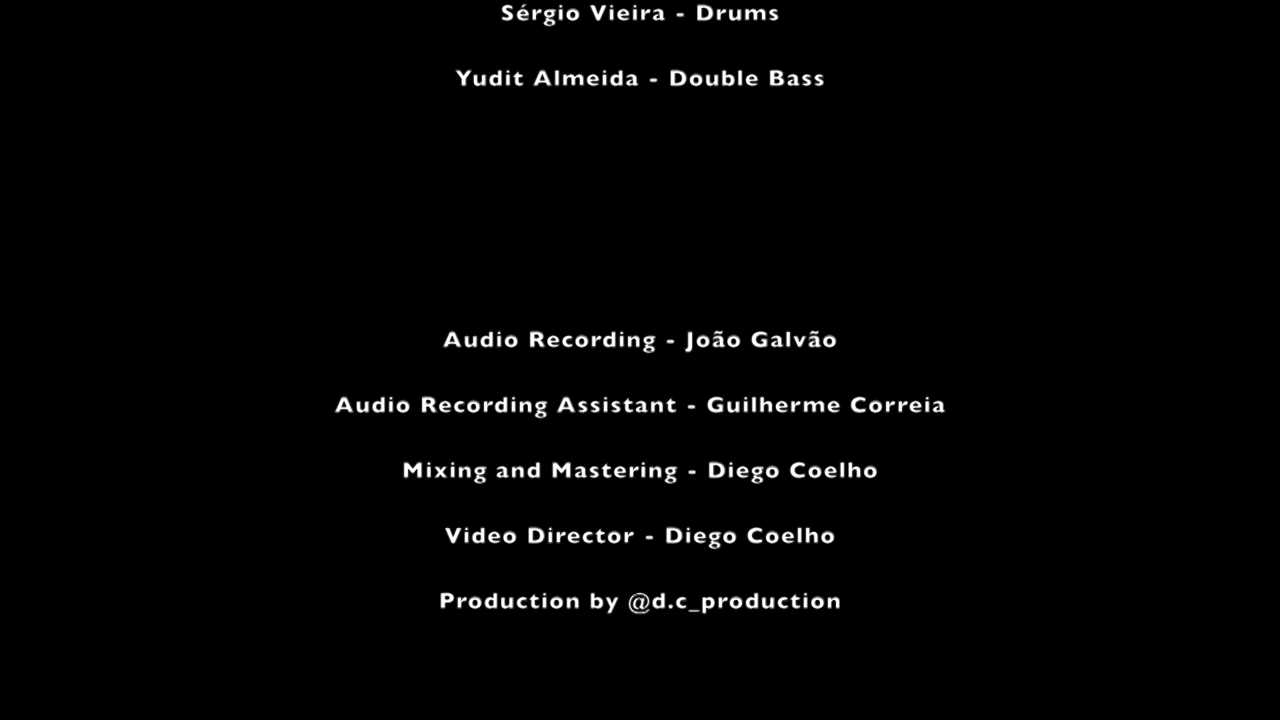 Sérgio Vieira - Drums
Yudit Almeida - Double Bass
Audio Recording - João Galvão
Audio Recording Assistant - Guilherme Correia
Mixing and Mastering - Diego Coelho
Video Director - Diego Coelho
Production by @d.c_production